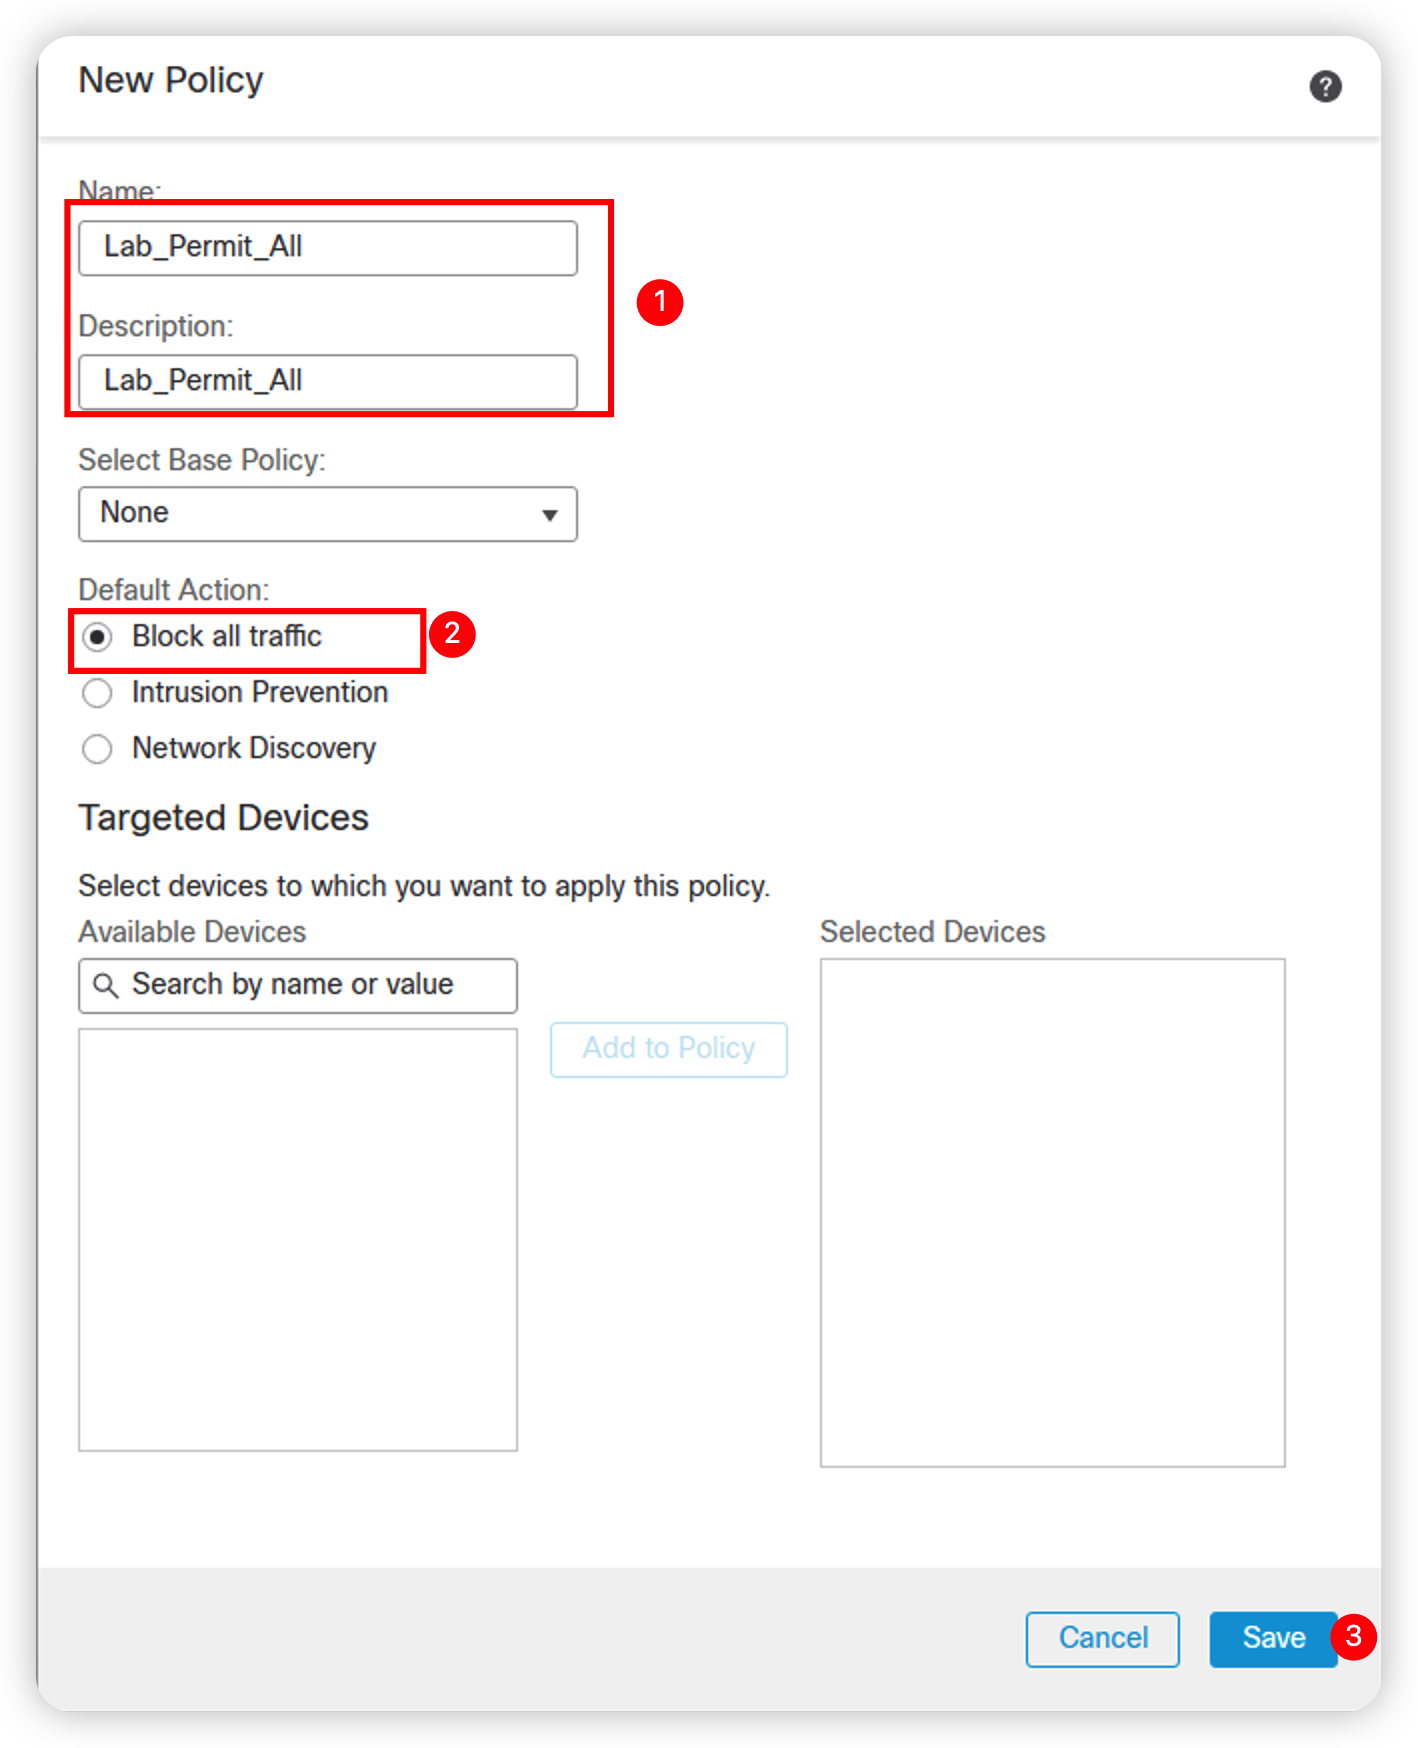 New Policy
?
Name:
Lab_Permit_All
1
Description:
Lab_Permit_All
Select Base Policy:
None
Default Action:
Block all traffic
2
Intrusion Prevention
Network Discovery
Targeted Devices
Select devices to which you want to apply this policy.
Available Devices
Selected Devices
Search by name or value
Add to Policy
Cancel
Save
3